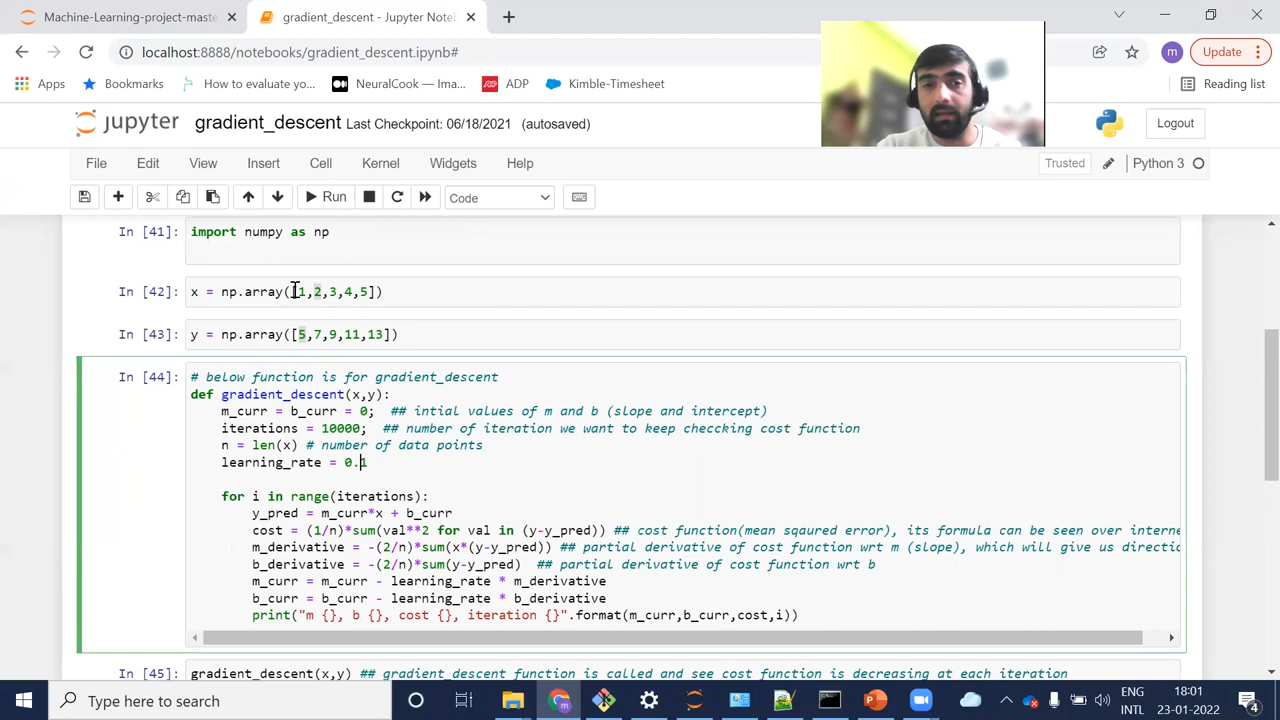 Machine-Learning-project-maste
gradient_descent - Jupyter Noteb
localhost:8888/notebooks/gradient_descent.ipynb#
m
Update
Apps
Bookmarks
How to evaluate yo...
NeuralCook — Iman...
ADP
Kimble-Timesheet
Reading list
jupyter
gradient_descent
Last Checkpoint: 06/18/2021
(autosaved)
Logout
File
Edit
View
Insert
Cell
Kernel
Widgets
Help
Trusted
Python 3
Run
Code
In [41]:
import numpy as np
In [42]:
x = np.array([1,2,3,4,5])
In [43]:
y = np.array([5,7,9,11,13])
In [44]:
# below function is for gradient_descent
def gradient_descent(x,y):
m_curr = b_curr = 0;  ## intial values of m and b (slope and intercept)
iterations = 10000;  ## number of iteration we want to keep checcking cost function
n = len(x) # number of data points
learning_rate = 0.1
for i in range(iterations):
y_pred = m_curr*x + b_curr
cost = (1/n)*sum(val**2 for val in (y-y_pred)) ## cost function(mean sqaured error), its formula can be seen over interne
m_derivative = -(2/n)*sum(x*(y-y_pred)) ## partial derivative of cost function wrt m (slope), which will give us directi
b_derivative = -(2/n)*sum(y-y_pred)  ## partial derivative of cost function wrt b
m_curr = m_curr - learning_rate * m_derivative
b_curr = b_curr - learning_rate * b_derivative
print("m {}, b {}, cost {}, iteration {}".format(m_curr,b_curr,cost,i))
In [45]:
gradient_descent(x,y) ## gradient_descent function is called and see cost function is decreasing at each iteration
Type here to search
ENG
INTL
18:01
23-01-2022
4